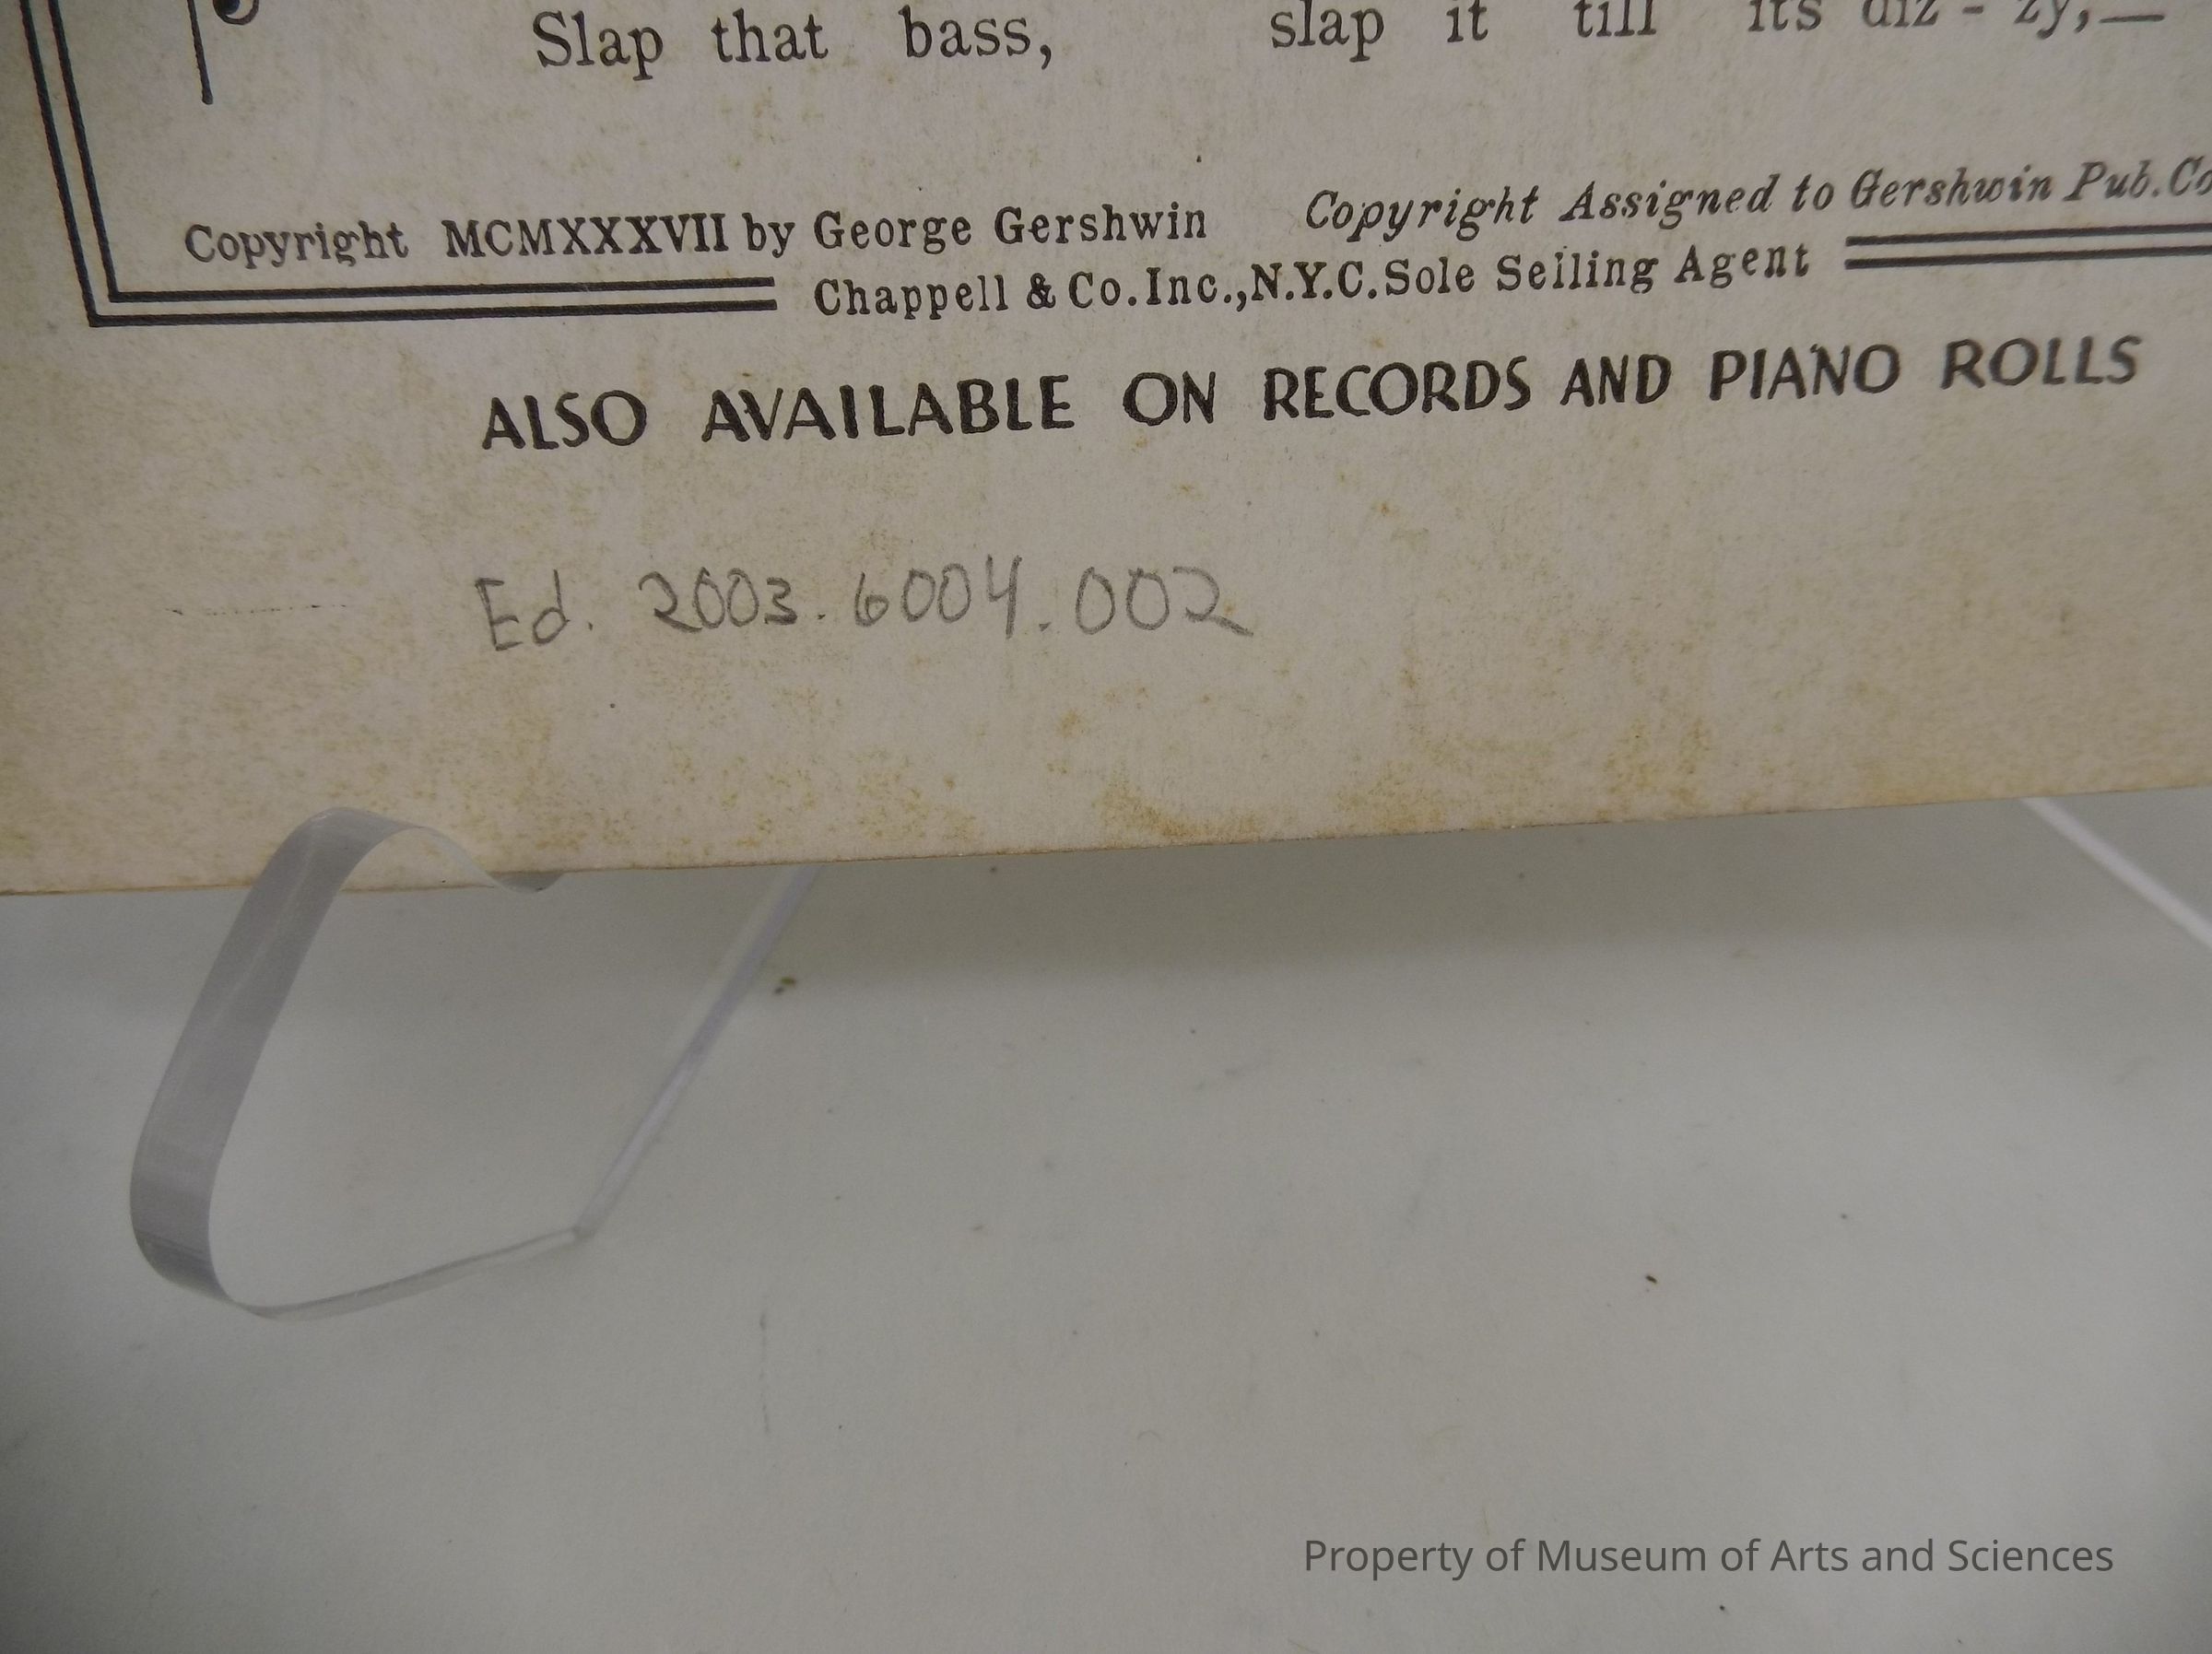 Slap that bass, slap it till its diz - zy,—
Copyright MCMXXXVII by George Gershwin Copyright Assigned to Gershwin Pub.Co
Chappell & Co.Inc.,N.Y.C.Sole Selling Agent
ALSO AVAILABLE ON RECORDS AND PIANO ROLLS
Ed. 2003.6004.002
Property of Museum of Arts and Sciences